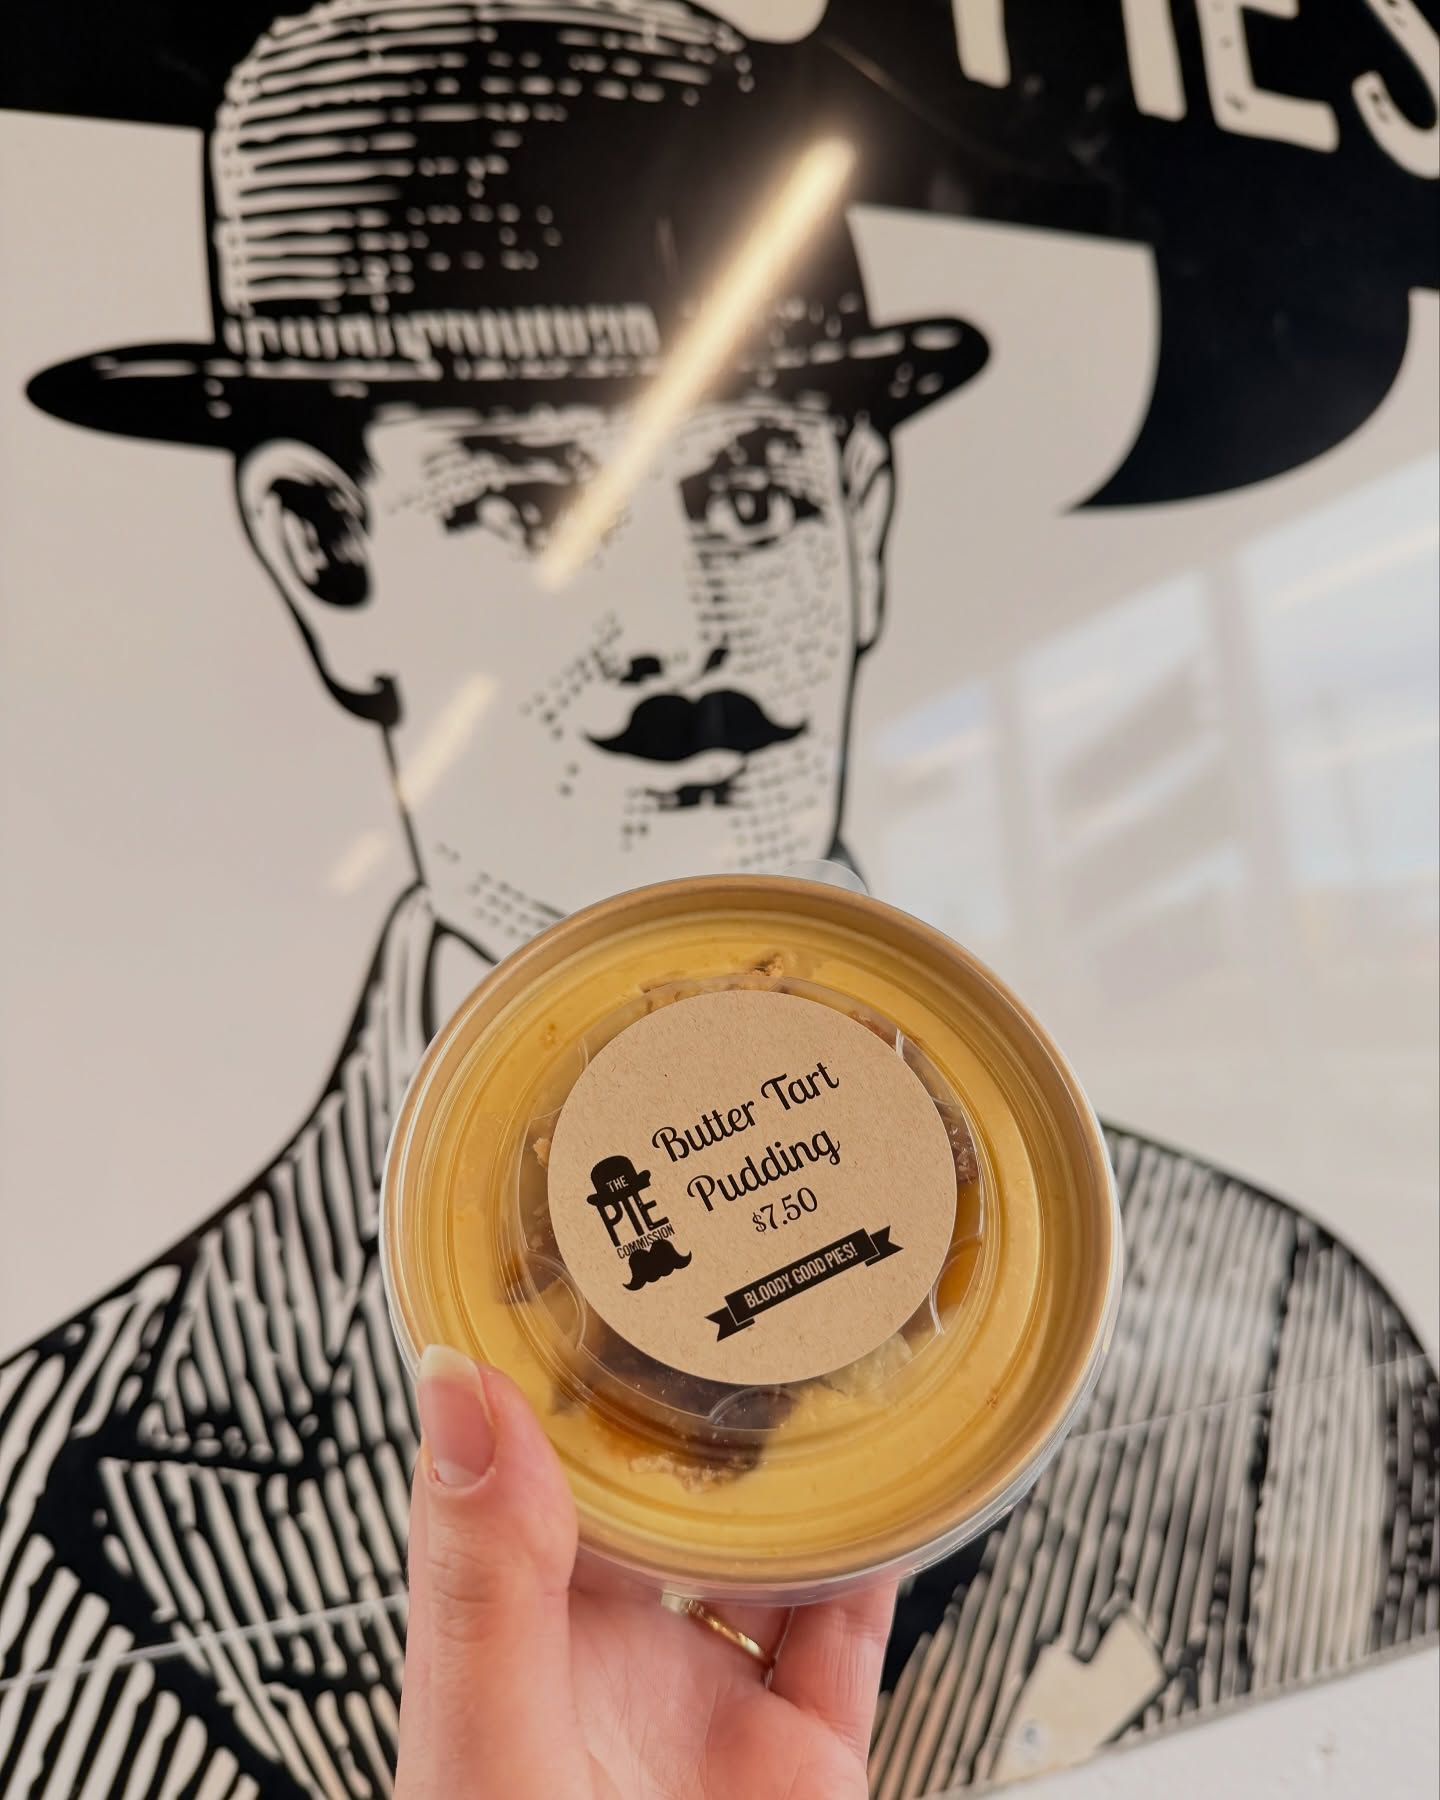 PIES
Butter Tart
Pudding
$7.50
THE
PIE
COMMISSION
BLOODY GOOD PIES!